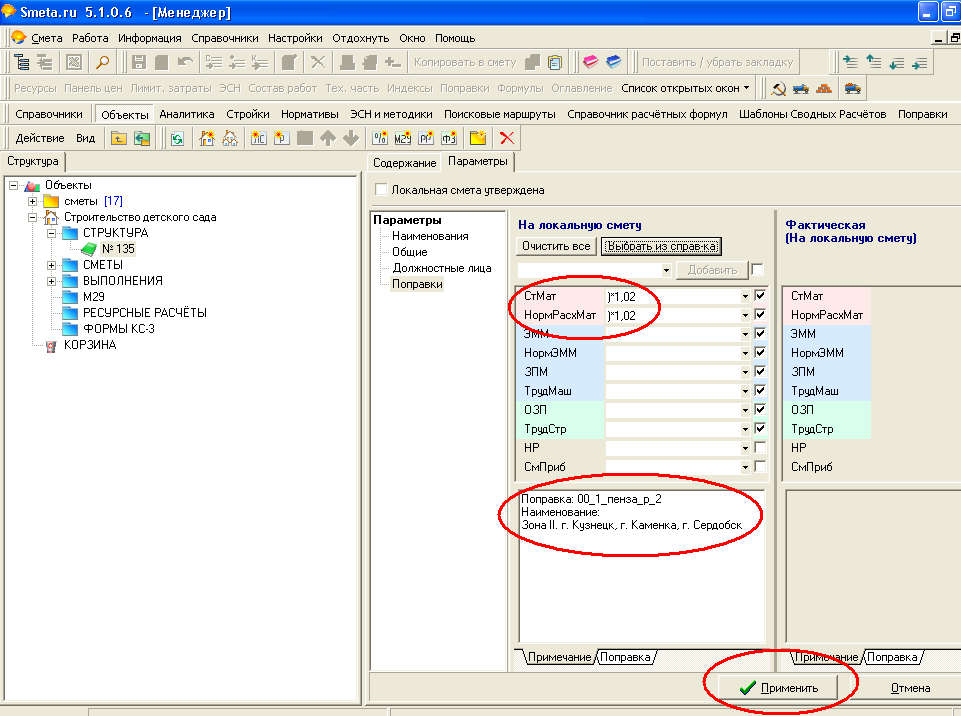 Smeta.ru 5.1.0.6 - [Менеджер]
Смета Работа Информация Справочники Настройки Отдохнуть Окно Помощь
Копировать в смету Поставить / убрать закладку
Ресурсы Панель цен Лимит. затраты ЭСН Состав работ Тех. часть Индексы Поправки Формулы Оглавление Список открытых окон
Справочники Объекты Аналитика Стройки Нормативы ЭСН и методики Поисковые маршруты Справочник расчётных формул Шаблоны Сводных Расчётов Поправки
Действие Вид
Структура
Содержание Параметры
Объекты
сметы [17]
Строительство детского сада
СТРУКТУРА
№ 135
СМЕТЫ
ВЫПОЛНЕНИЯ
М29
РЕСУРСНЫЕ РАСЧЁТЫ
ФОРМЫ КС-3
КОРЗИНА
Локальная смета утверждена
Параметры
Наименования
Общие
Должностные лица
Поправки
На локальную смету
Очистить все Выбрать из справ-ка
Добавить
СтМат )*1,02
НормРасхМат )*1,02
ЭММ
НормЭММ
ЗПМ
ТрудМаш
ОЗП
ТрудСтр
НР
СмПриб
Поправка: 00_1_пенза_р_2
Наименование:
Зона II. г. Кузнецк, г. Каменка, г. Сердобск
Примечание Поправка
Фактическая
(На локальную смету)
СтМат
НормРасхМат
ЭММ
НормЭММ
ЗПМ
ТрудМаш
ОЗП
ТрудСтр
НР
СмПриб
Примечание Поправка
Применить Отмена